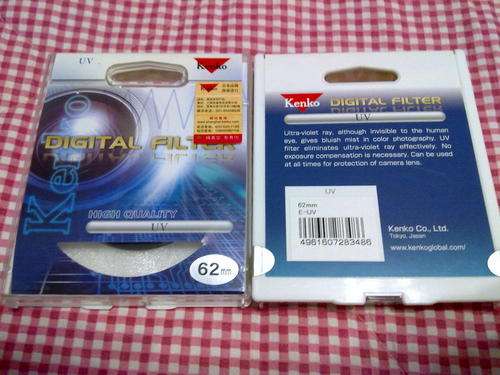 UV
Kenko
Kenko
DIGITAL FILTER
HIGH QUALITY
UV
62mm
Kenko
DIGITAL FILTER
UV
Ultra-violet ray, although invisible to the human
eye, gives bluish mist in color photography. UV
filter eliminates ultra-violet ray effectively. No
exposure compensation is necessary. Can be used
at all times for protection of camera lens.
UV
62mm
E-UV
4961607283486
Kenko Co., Ltd.
Tokyo, Japan
www.kenkoglobal.com/